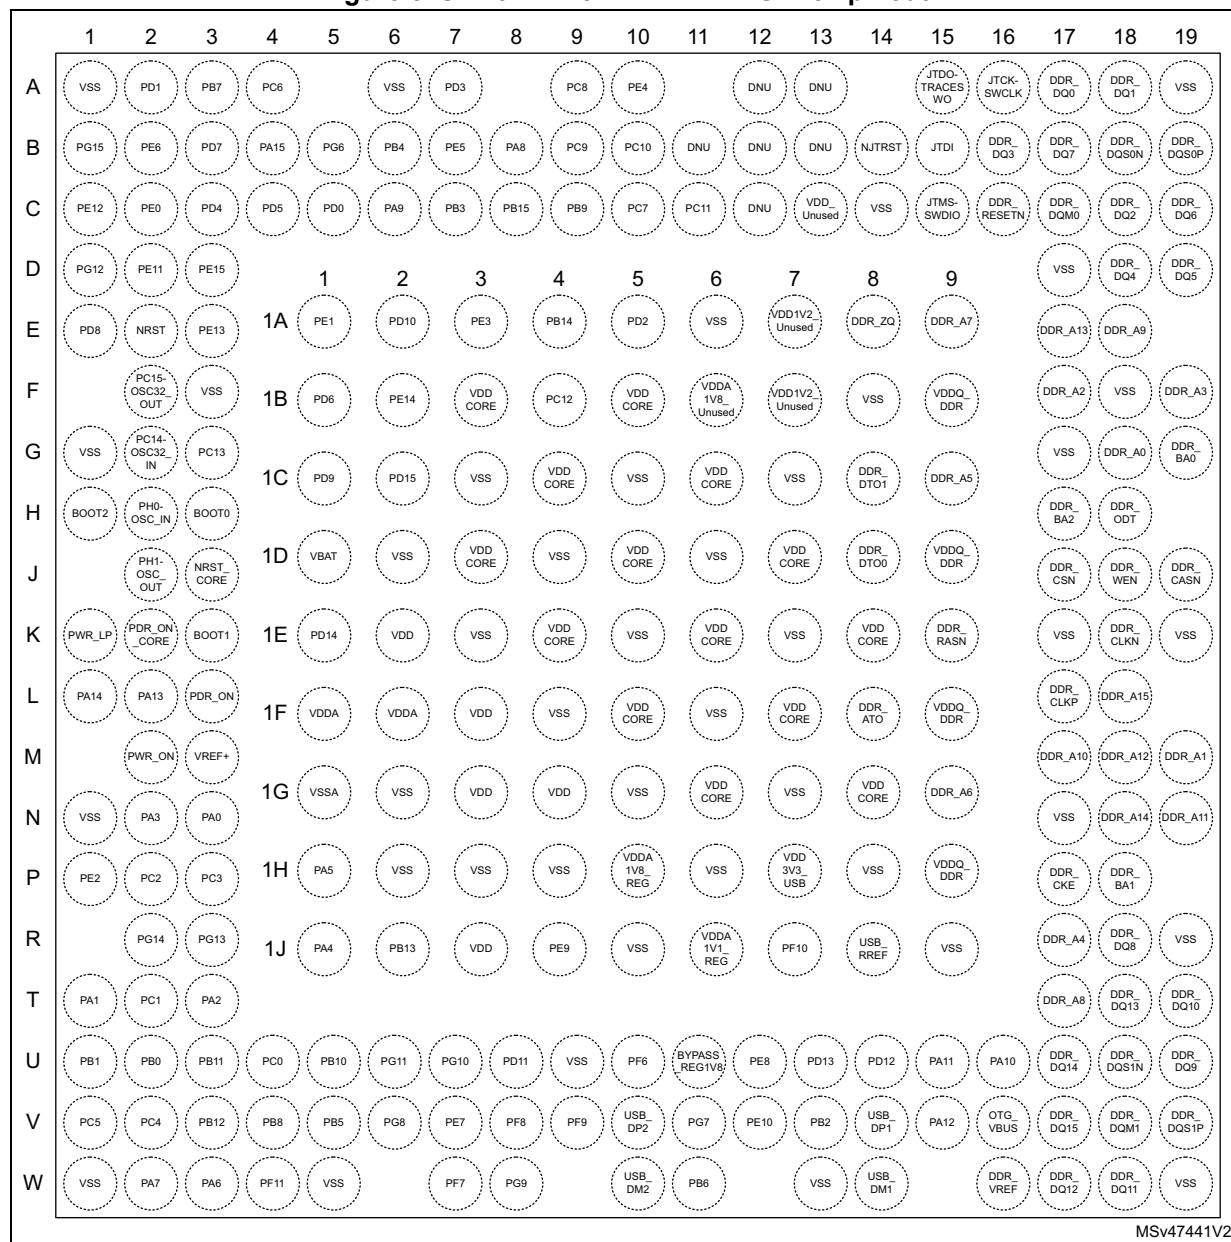 1 2 3 4 5 6 7 8 9 10 11 12 13 14 15 16 17 18 19
A VSS PD1 PB7 PC6 VSS PD3 PC8 PE4 DNU DNU JTDO-TRACESWO JTCK-SWCLK DDR_DQ0 DDR_DQ1 VSS
B PG15 PE6 PD7 PA15 PG6 PB4 PE5 PA8 PC9 PC10 DNU DNU DNU NJTRST JTDI DDR_DQ3 DDR_DQ7 DDR_DQS0N DDR_DQS0P
C PE12 PE0 PD4 PD5 PD0 PA9 PB3 PB15 PB9 PC7 PC11 DNU VDD_Unused VSS JTMS-SWDIO DDR_RESETN DDR_DQM0 DDR_DQ2 DDR_DQ6
D PG12 PE11 PE15 VSS DDR_DQ4 DDR_DQ5
1 2 3 4 5 6 7 8 9
1A PE1 PD10 PE3 PB14 PD2 VSS VDD1V2_Unused DDR_ZQ DDR_A7
E PD8 NRST PE13 DDR_A13 DDR_A9
F PC15-OSC32_OUT VSS DDR_A2 VSS DDR_A3
1B PD6 PE14 VDD CORE PC12 VDD CORE VDDA 1V8_Unused VDD1V2_Unused VSS VDDQ_DDR
G VSS PC14-OSC32_IN PC13 VSS DDR_A0 DDR_BA0
1C PD9 PD15 VSS VDD CORE VSS VDD CORE VSS DDR_DTO1 DDR_A5
H BOOT2 PH0-OSC_IN BOOT0 DDR_BA2 DDR_ODT
1D VBAT VSS VDD CORE VSS VDD CORE VSS VDD CORE DDR_DTO0 VDDQ_DDR
J PH1-OSC_OUT NRST_CORE DDR_CSN DDR_WEN DDR_CASN
K PWR_LP PDR_ON_CORE BOOT1 VSS DDR_CLKN VSS
1E PD14 VDD VSS VDD CORE VSS VDD CORE VSS VDD CORE DDR_RASN
L PA14 PA13 PDR_ON DDR_CLKP DDR_A15
1F VDDA VDDA VDD VSS VDD CORE VSS VDD CORE DDR_ATO VDDQ_DDR
M PWR_ON VREF+ DDR_A10 DDR_A12 DDR_A1
1G VSSA VSS VDD VDD VSS VDD CORE VSS VDD CORE DDR_A6
N VSS PA3 PA0 VSS DDR_A14 DDR_A11
1H PA5 VSS VSS VSS VDDA 1V8_REG VSS VDD 3V3_USB VSS VDDQ_DDR
P PE2 PC2 PC3 DDR_CKE DDR_BA1
R PG14 PG13 DDR_A4 DDR_DQ8 VSS
1J PA4 PB13 VDD PE9 VSS VDDA 1V1_REG PF10 USB_RREF VSS
T PA1 PC1 PA2 DDR_A8 DDR_DQ13 DDR_DQ10
U PB1 PB0 PB11 PC0 PB10 PG11 PG10 PD11 VSS PF6 BYPASS_REG1V8 PE8 PD13 PD12 PA11 PA10 DDR_DQ14 DDR_DQS1N DDR_DQ9
V PC5 PC4 PB12 PB8 PB5 PG8 PE7 PF8 PF9 USB_DP2 PG7 PE10 PB2 USB_DP1 PA12 OTG_VBUS DDR_DQ15 DDR_DQM1 DDR_DQS1P
W VSS PA7 PA6 PF11 VSS PF7 PG9 USB_DM2 PB6 VSS USB_DM1 DDR_VREF DDR_DQ12 DDR_DQ11 VSS
MSv47441V2